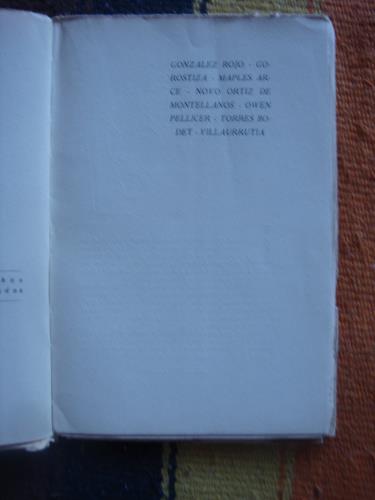 GONZALEZ ROJO - GO-
ROSTIZA - MAPLES AR-
CE - NOVO ORTIZ DE
MONTELLANOS - OWEN
PELLICER - TORRES BO-
DET - VILLAURRUTIA